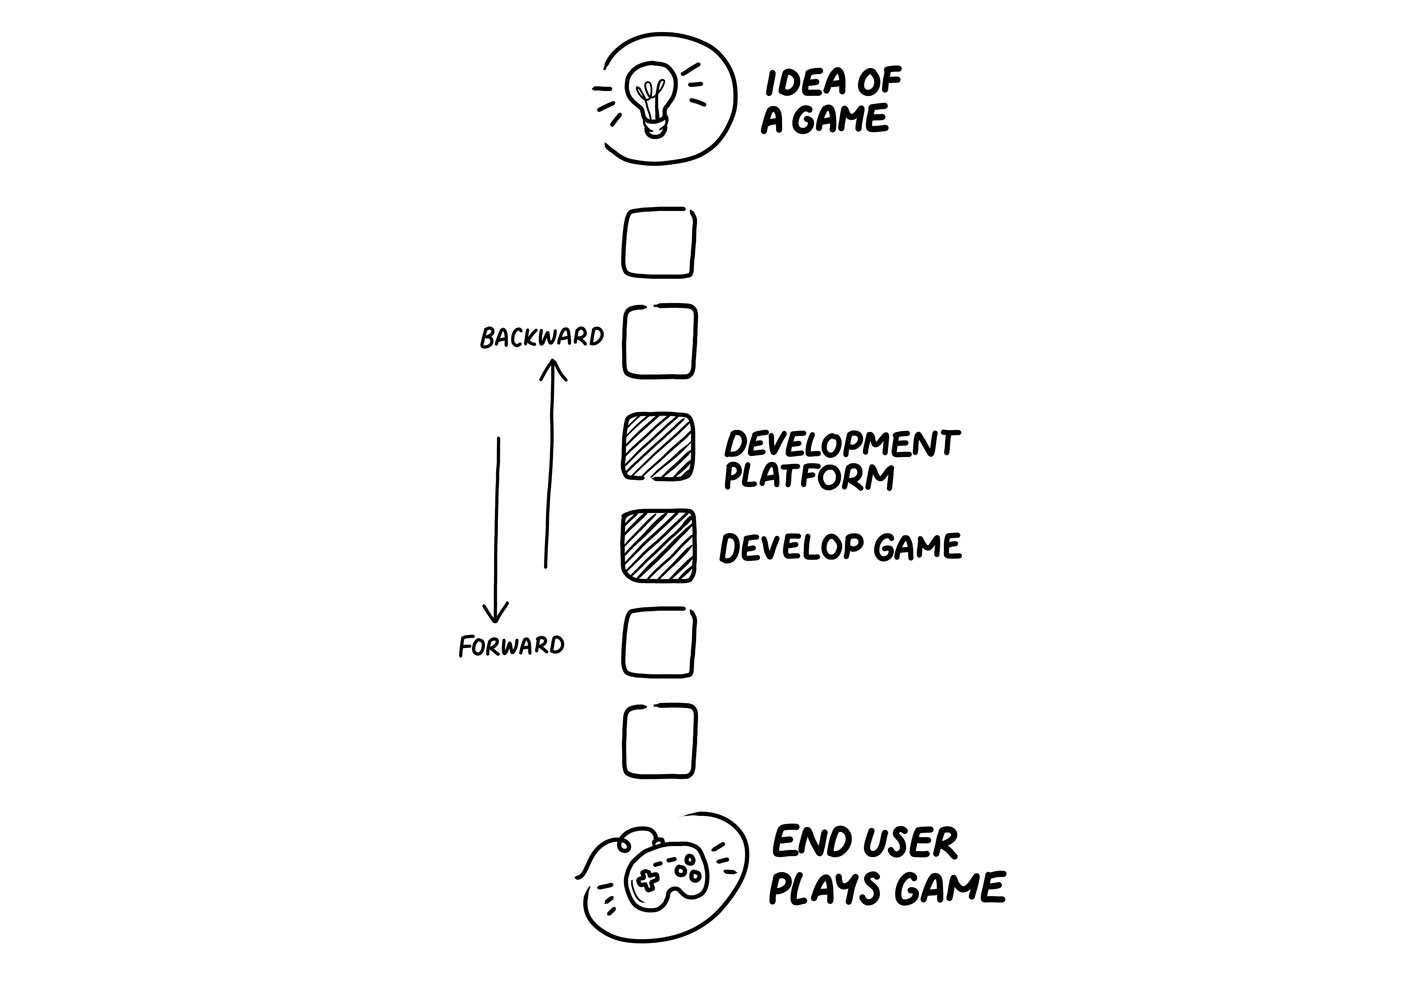 IDEA OF
A GAME
BACKWARD
DEVELOPMENT
PLATFORM
DEVELOP GAME
FORWARD
END USER
PLAYS GAME